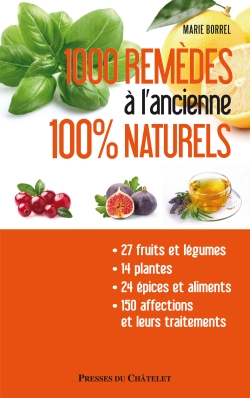 MARIE BORREL
1000 REMÈDES
à l'ancienne
100% NATURELS
• 27 fruits et légumes
• 14 plantes
• 24 épices et aliments
• 150 affections
et leurs traitements
PRESSES DU CHÂTELET